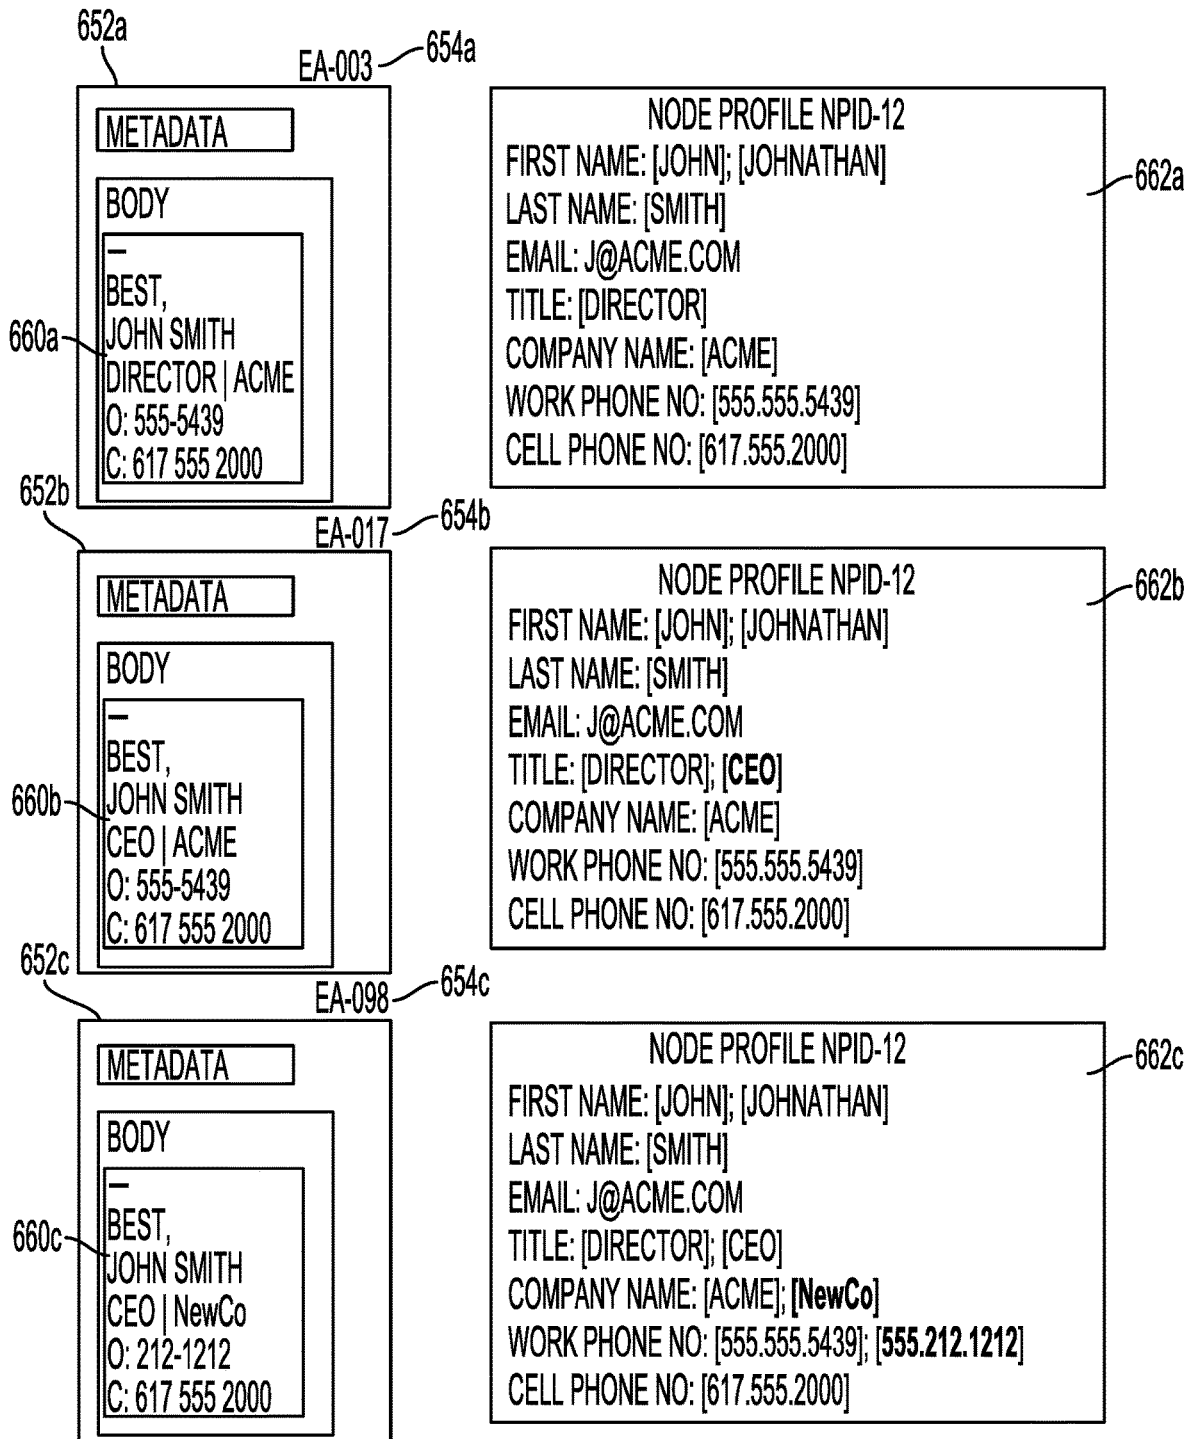 652a
EA-003
654a
METADATA
BODY
—
BEST,
JOHN SMITH
660a
DIRECTOR | ACME
O: 555-5439
C: 617 555 2000
NODE PROFILE NPID-12
FIRST NAME: [JOHN]; [JOHNATHAN]
662a
LAST NAME: [SMITH]
EMAIL: J@ACME.COM
TITLE: [DIRECTOR]
COMPANY NAME: [ACME]
WORK PHONE NO: [555.555.5439]
CELL PHONE NO: [617.555.2000]
652b
EA-017
654b
METADATA
BODY
—
BEST,
JOHN SMITH
660b
CEO | ACME
O: 555-5439
C: 617 555 2000
NODE PROFILE NPID-12
662b
FIRST NAME: [JOHN]; [JOHNATHAN]
LAST NAME: [SMITH]
EMAIL: J@ACME.COM
TITLE: [DIRECTOR]; [CEO]
COMPANY NAME: [ACME]
WORK PHONE NO: [555.555.5439]
CELL PHONE NO: [617.555.2000]
652c
EA-098
654c
METADATA
BODY
—
BEST,
660c
JOHN SMITH
CEO | NewCo
O: 212-1212
C: 617 555 2000
NODE PROFILE NPID-12
662c
FIRST NAME: [JOHN]; [JOHNATHAN]
LAST NAME: [SMITH]
EMAIL: J@ACME.COM
TITLE: [DIRECTOR]; [CEO]
COMPANY NAME: [ACME]; [NewCo]
WORK PHONE NO: [555.555.5439]; [555.212.1212]
CELL PHONE NO: [617.555.2000]